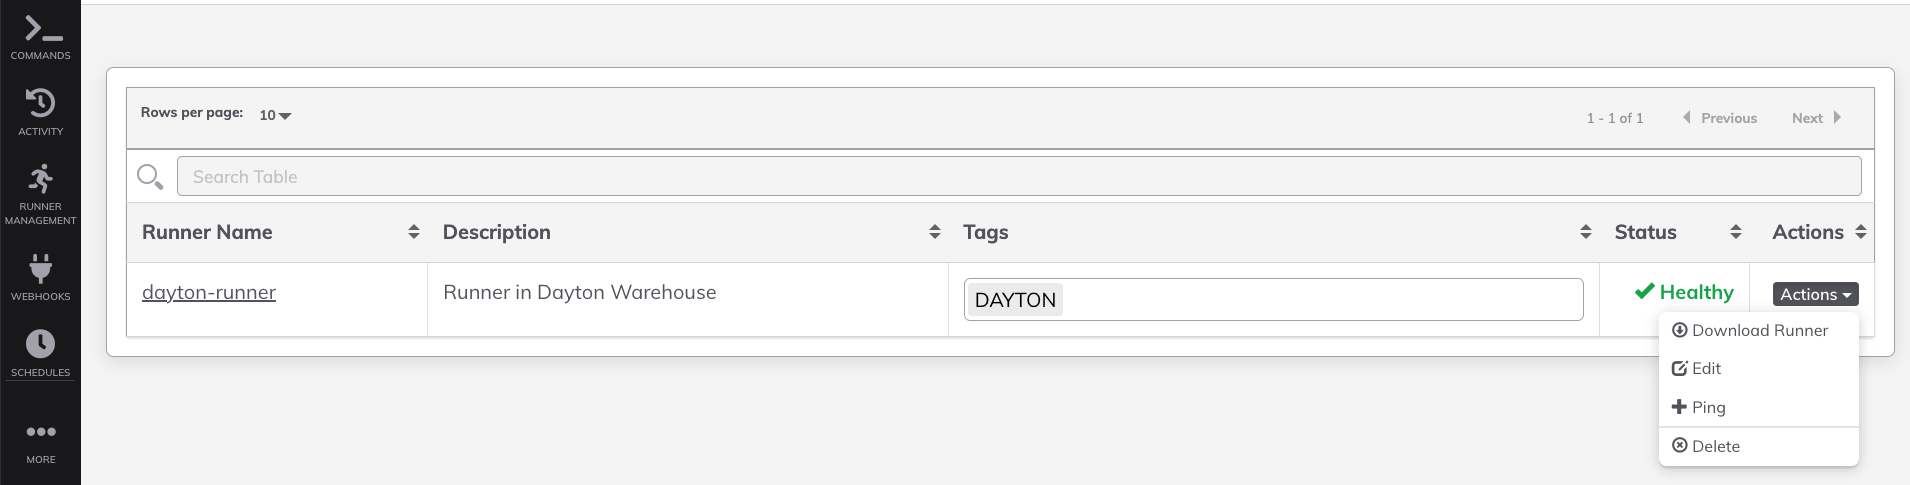 COMMANDS
ACTIVITY
RUNNER
MANAGEMENT
WEBHOOKS
SCHEDULES
MORE
Rows per page: 10
1 - 1 of 1 Previous Next
Search Table
Runner Name Description Tags Status Actions
dayton-runner Runner in Dayton Warehouse DAYTON Healthy Actions
Download Runner
Edit
Ping
Delete